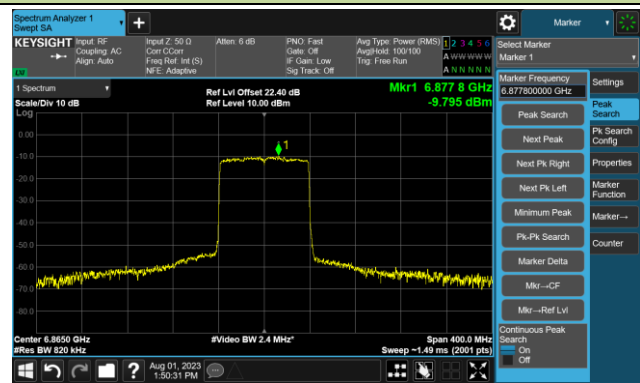 Spectrum Analyzer 1
Swept SA
KEYSIGHT
Input: RF
Coupling: AC
Align: Auto
Input Z: 50 Ω
Corr CCorr
Freq Ref: Int (S)
NFE: Adaptive
Atten: 6 dB
PNO: Fast
Gate: Off
IF Gain: Low
Sig Track: Off
Avg Type: Power (RMS)
Avg|Hold: 100/100
Trig: Free Run
1 2 3 4 5 6
A W W W W W
A N N N N N
LW
1 Spectrum
Scale/Div 10 dB
Ref Lvl Offset 22.40 dB
Ref Level 10.00 dBm
Mkr1 6.877 8 GHz
-9.795 dBm
Log
1
0.00
-10.0
-20.0
-30.0
-40.0
-50.0
-60.0
-70.0
-80.0
Center 6.8650 GHz
#Res BW 820 kHz
#Video BW 2.4 MHz*
Span 400.0 MHz
Sweep ~1.49 ms (2001 pts)
Aug 01, 2023
1:50:31 PM
?
Marker
Select Marker
Marker 1
Marker Frequency
6.877800000 GHz
Peak Search
Next Peak
Next Pk Right
Next Pk Left
Minimum Peak
Pk-Pk Search
Marker Delta
Mkr→CF
Mkr→Ref Lvl
Continuous Peak
Search
On
Off
Settings
Peak
Search
Pk Search
Config
Properties
Marker
Function
Marker→
Counter